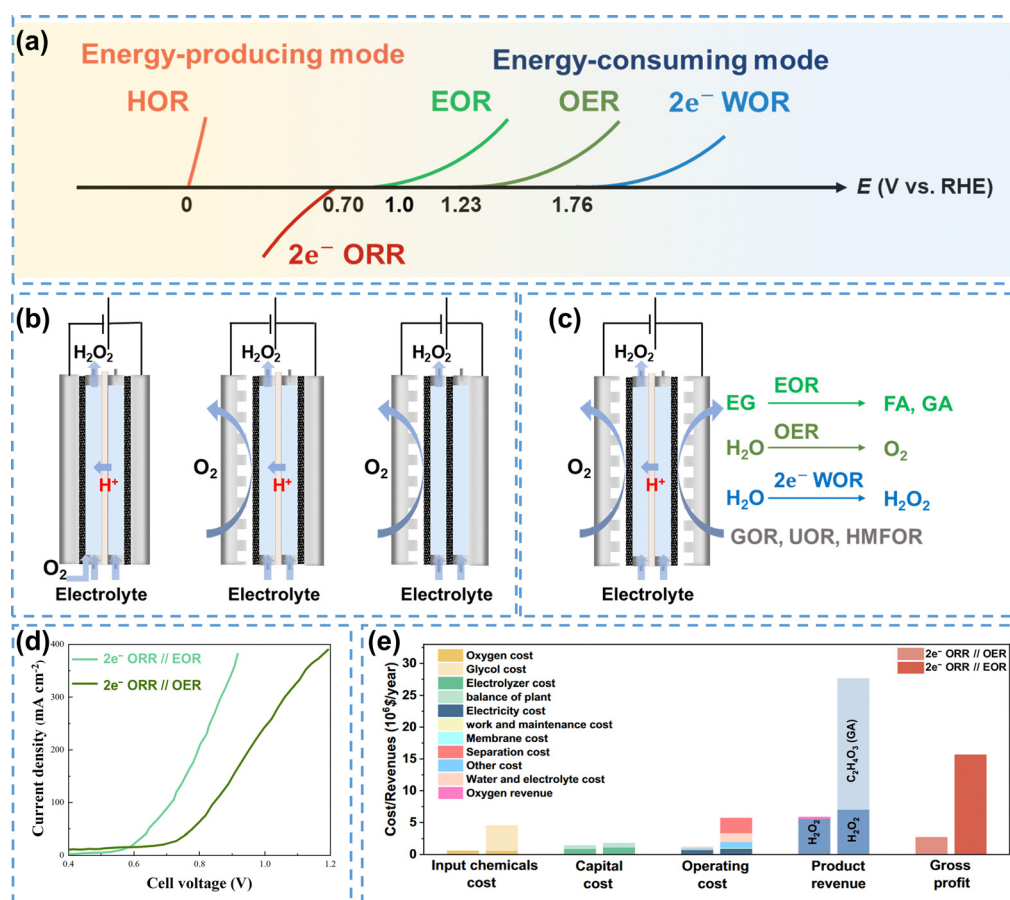 (a)
Energy-producing mode
Energy-consuming mode
HOR
EOR
OER
2e⁻ WOR
E (V vs. RHE)
0
0.70
1.0
1.23
1.76
2e⁻ ORR
(b)
H₂O₂
H₂O₂
H₂O₂
O₂
O₂
H⁺
H⁺
O₂
Electrolyte
Electrolyte
Electrolyte
(c)
H₂O₂
O₂
H⁺
Electrolyte
EOR
EG
FA, GA
OER
H₂O
O₂
2e⁻ WOR
H₂O
H₂O₂
GOR, UOR, HMFOR
(d)
400
300
200
100
0
Current density (mA cm⁻²)
2e⁻ ORR // EOR
2e⁻ ORR // OER
0.4
0.6
0.8
1.0
1.2
Cell voltage (V)
(e)
30
25
20
15
10
5
0
Cost/Revenues (10⁶$/year)
Oxygen cost
Glycol cost
Electrolyzer cost
balance of plant
Electricity cost
work and maintenance cost
Membrane cost
Separation cost
Other cost
Water and electrolyte cost
Oxygen revenue
2e⁻ ORR // OER
2e⁻ ORR // EOR
H₂O₂
C₂H₄O₃ (GA)
H₂O₂
Input chemicals
cost
Capital
cost
Operating
cost
Product
revenue
Gross
profit